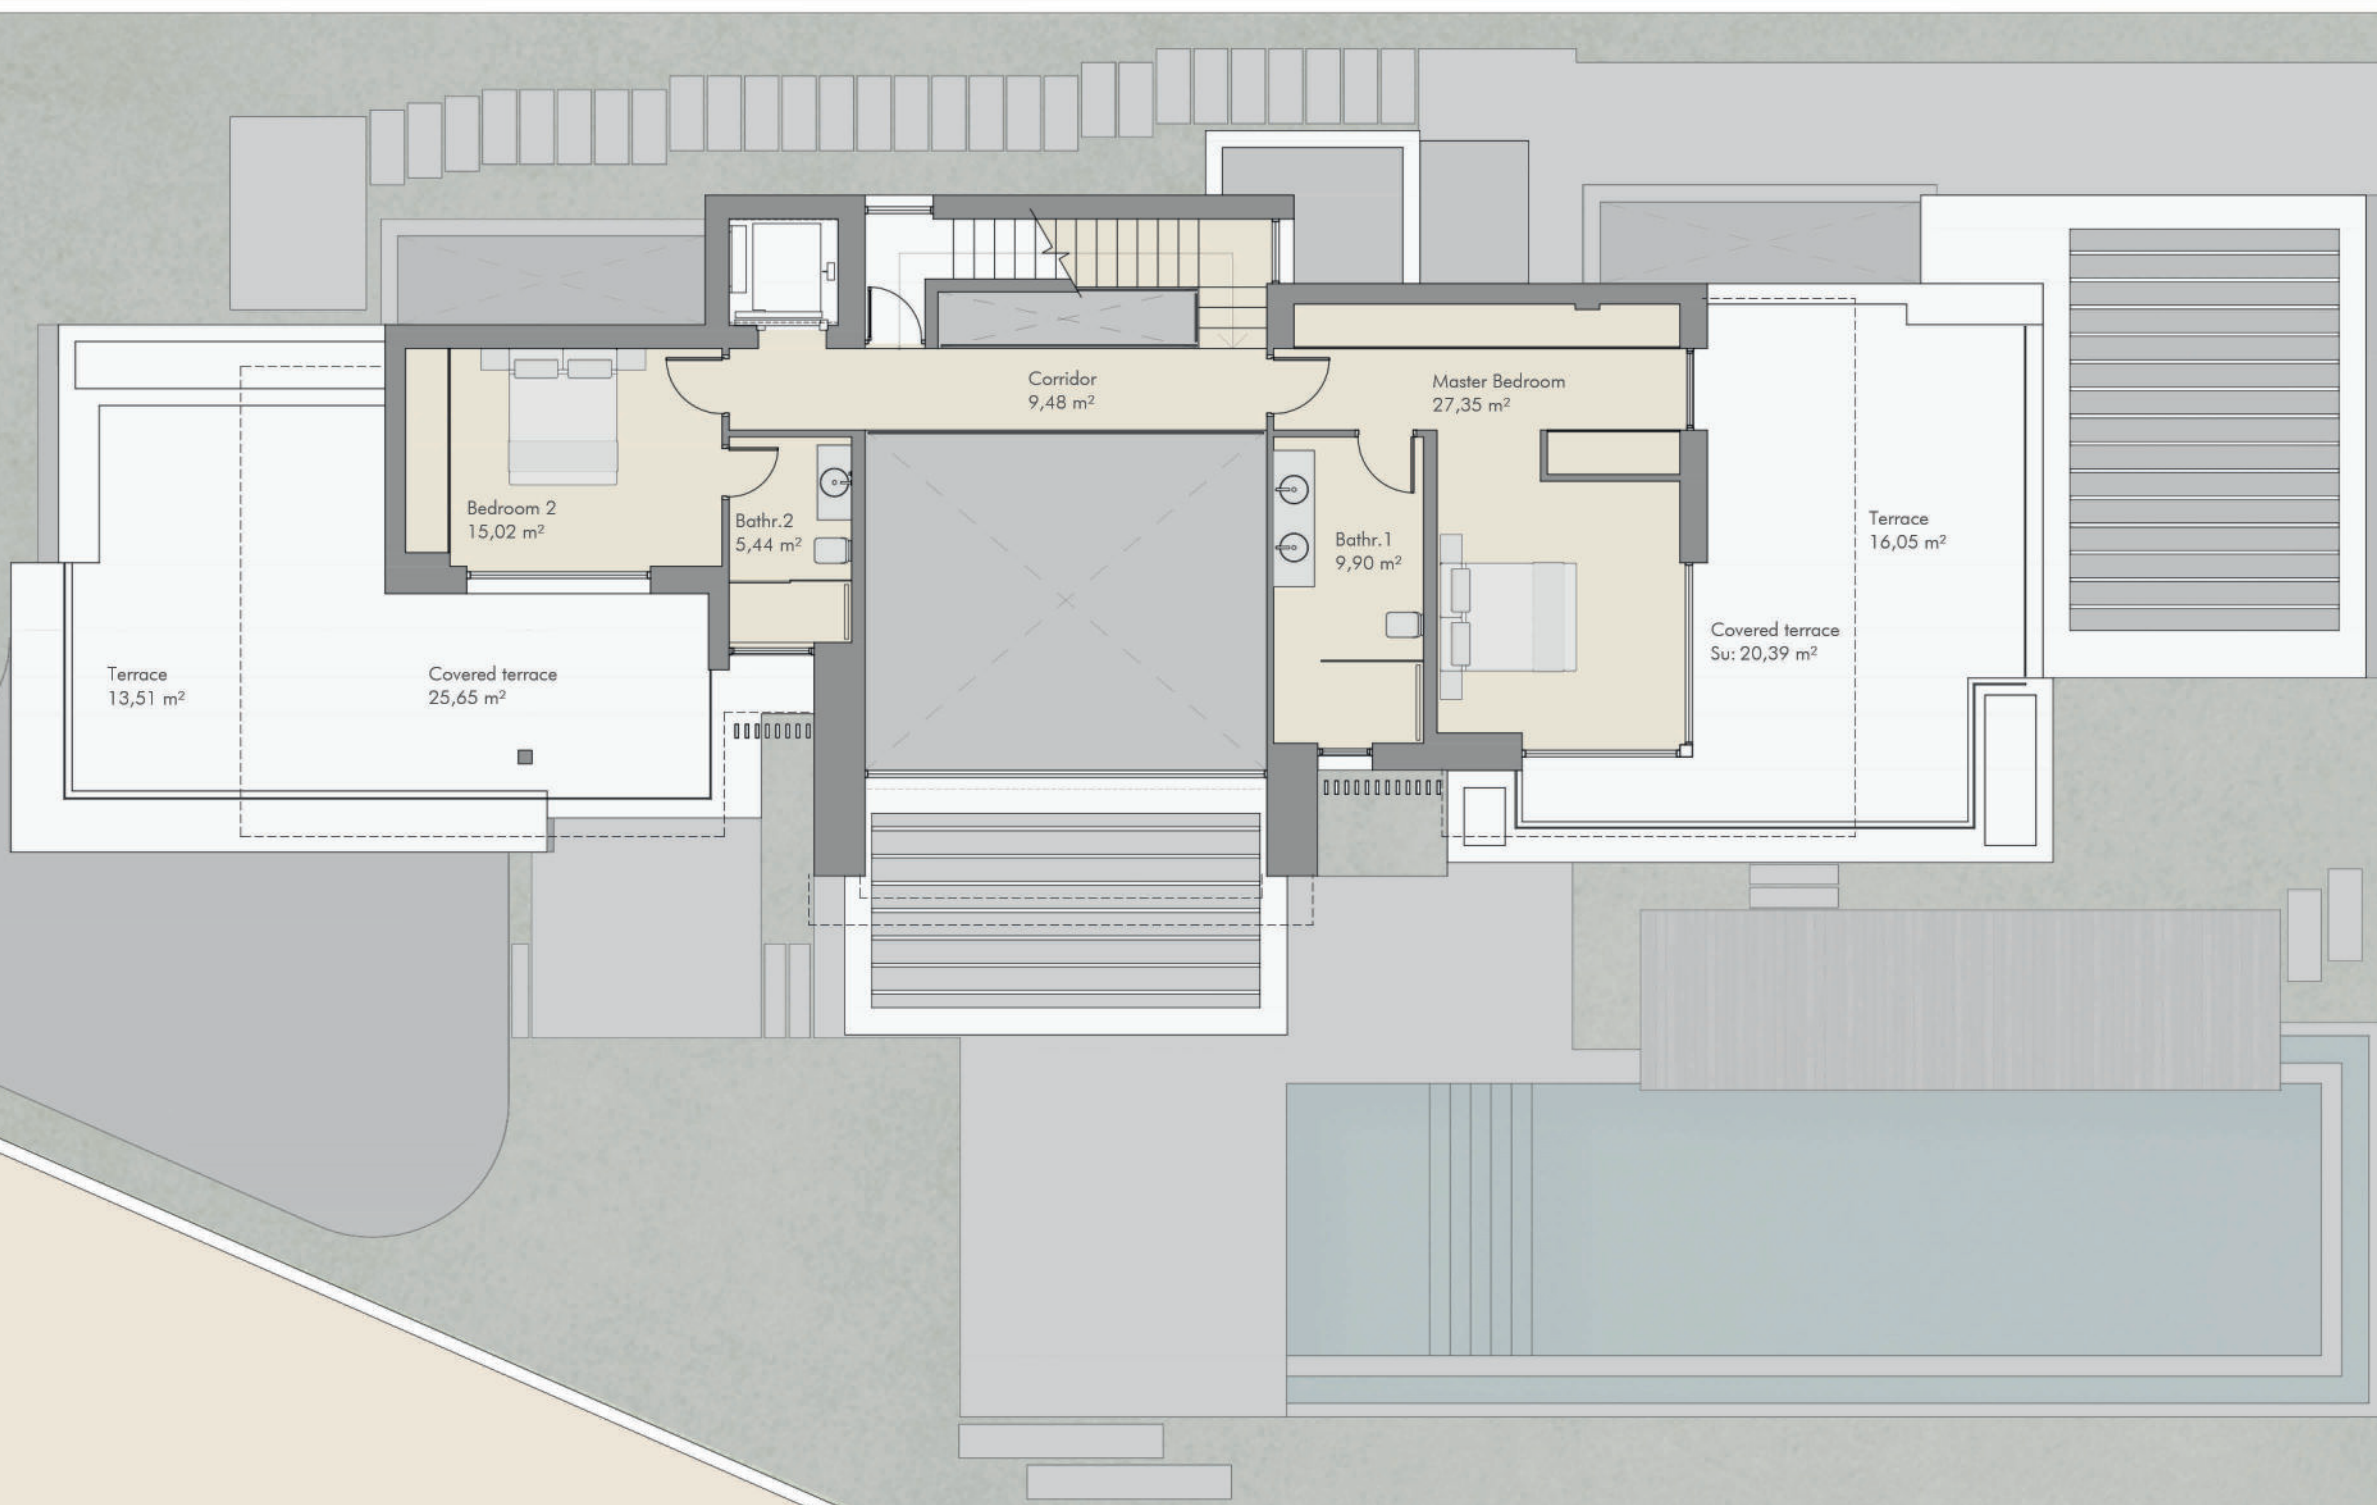 Corridor
9,48 m²
Master Bedroom
27,35 m²
Bedroom 2
15,02 m²
Bathr.2
5,44 m²
Bathr.1
9,90 m²
Terrace
16,05 m²
Covered terrace
Su: 20,39 m²
Terrace
13,51 m²
Covered terrace
25,65 m²